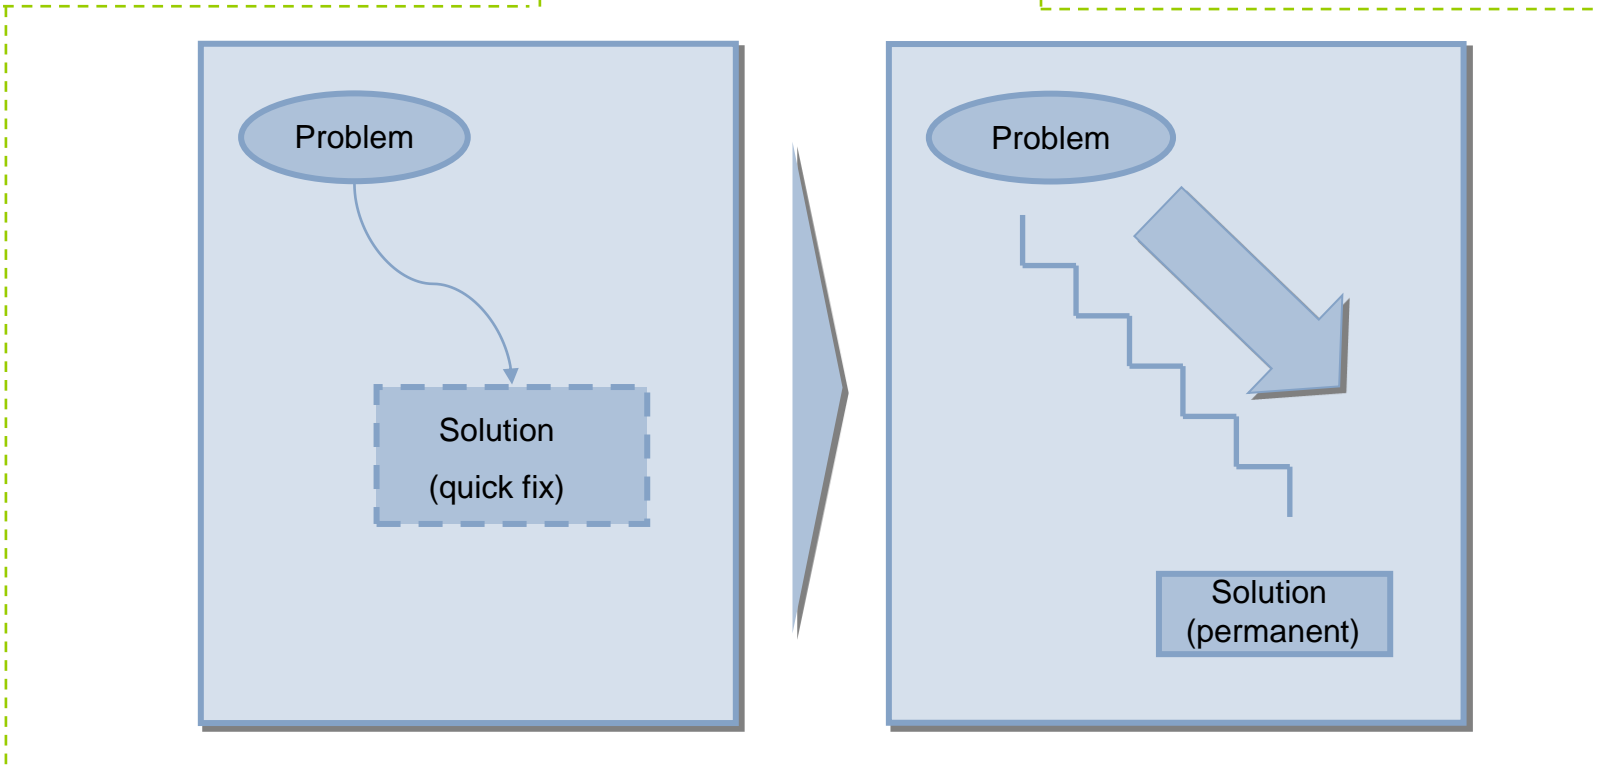 Problem
Solution
(quick fix)
Problem
Solution
(permanent)